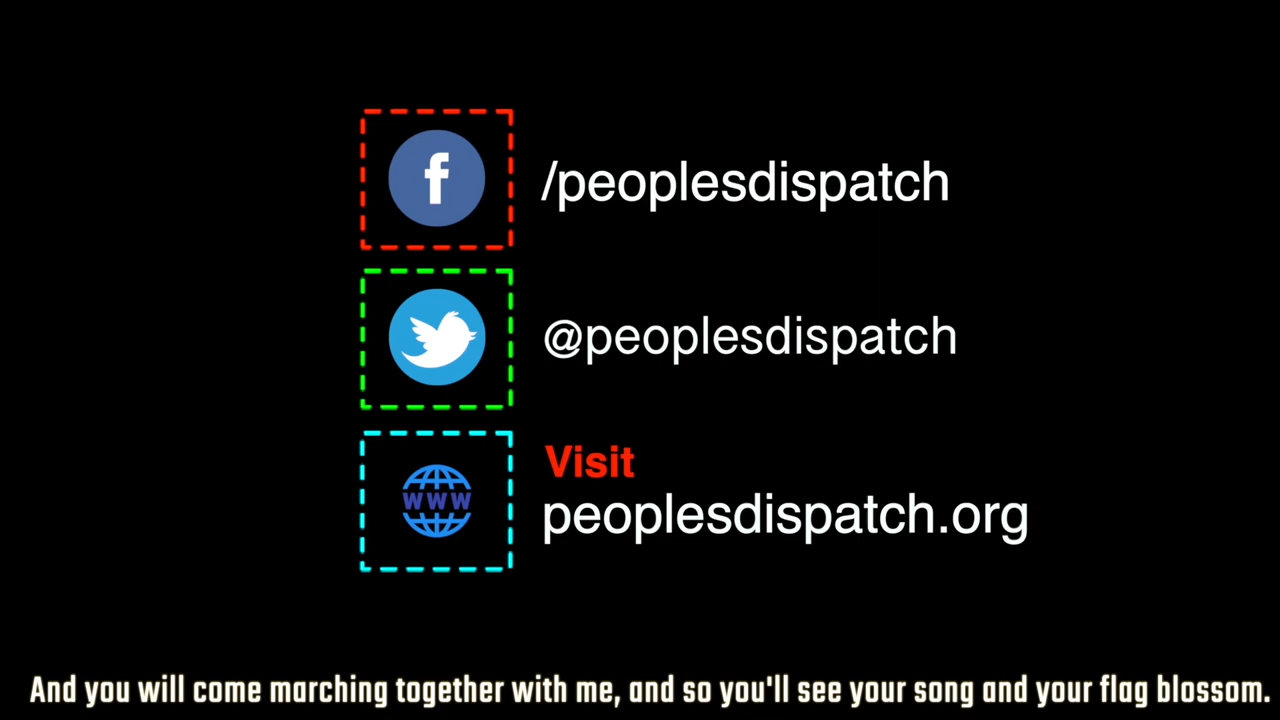 f
/peoplesdispatch
@peoplesdispatch
Visit
WWW
peoplesdispatch.org
And you will come marching together with me, and so you'll see your song and your flag blossom.